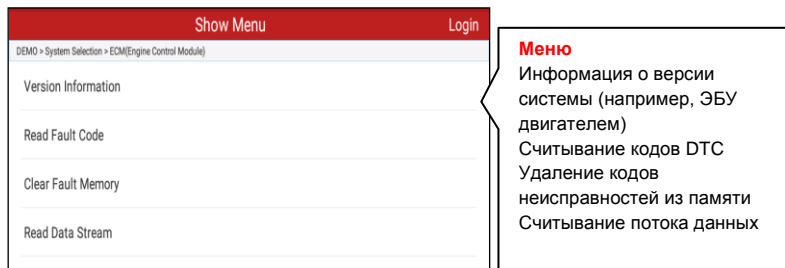 Show Menu
Login
DEMO > System Selection > ECM(Engine Control Module)
Version Information
Read Fault Code
Clear Fault Memory
Read Data Stream
Меню
Информация о версии
системы (например, ЭБУ
двигателем)
Считывание кодов DTC
Удаление кодов
неисправностей из памяти
Считывание потока данных